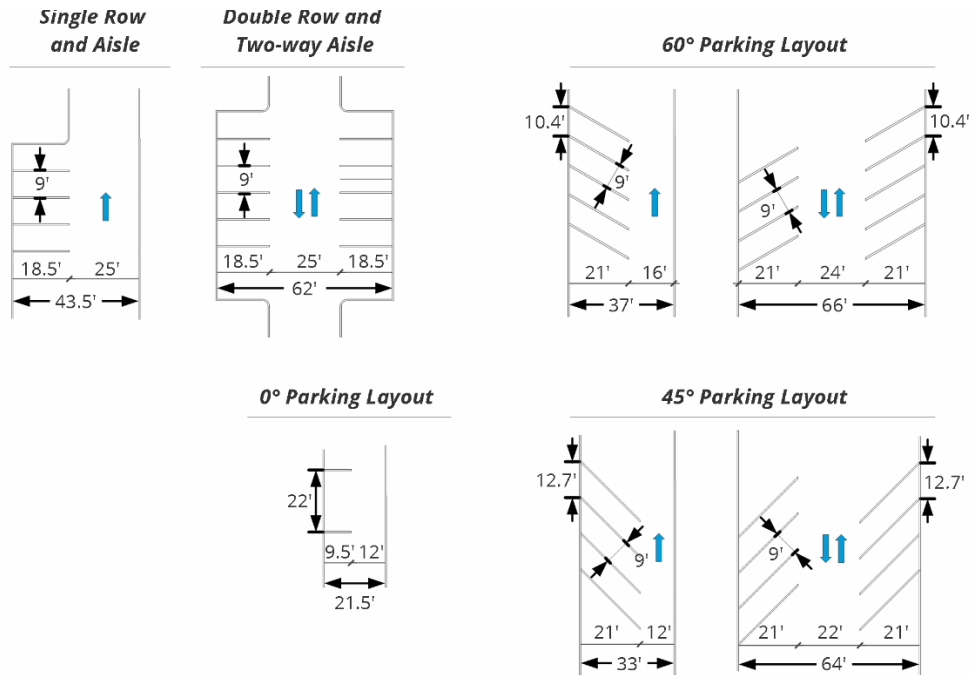 Single Row
and Aisle
9'
18.5' 25'
43.5'
Double Row and
Two-way Aisle
9'
18.5' 25' 18.5'
62'
60° Parking Layout
10.4'
9'
21' 16'
37'
10.4'
9'
21' 24' 21'
66'
0° Parking Layout
22'
9.5' 12'
21.5'
45° Parking Layout
12.7'
9'
21' 12'
33'
12.7'
9'
21' 22' 21'
64'